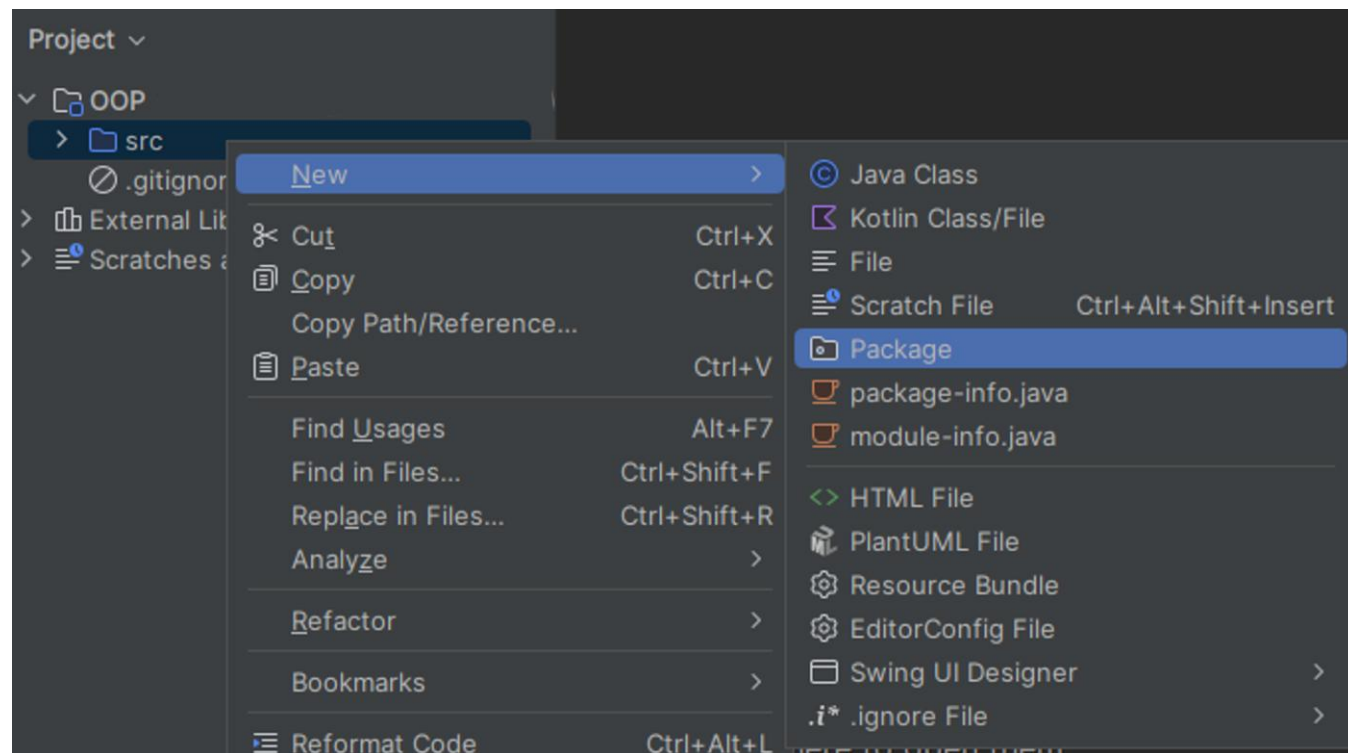 Project
OOP
src
.gitignor
External Lib
Scratches a
New
Cut Ctrl+X
Copy Ctrl+C
Copy Path/Reference...
Paste Ctrl+V
Find Usages Alt+F7
Find in Files... Ctrl+Shift+F
Replace in Files... Ctrl+Shift+R
Analyze
Refactor
Bookmarks
Reformat Code Ctrl+Alt+L
Java Class
Kotlin Class/File
File
Scratch File Ctrl+Alt+Shift+Insert
Package
package-info.java
module-info.java
HTML File
PlantUML File
Resource Bundle
EditorConfig File
Swing UI Designer
.i* .ignore File